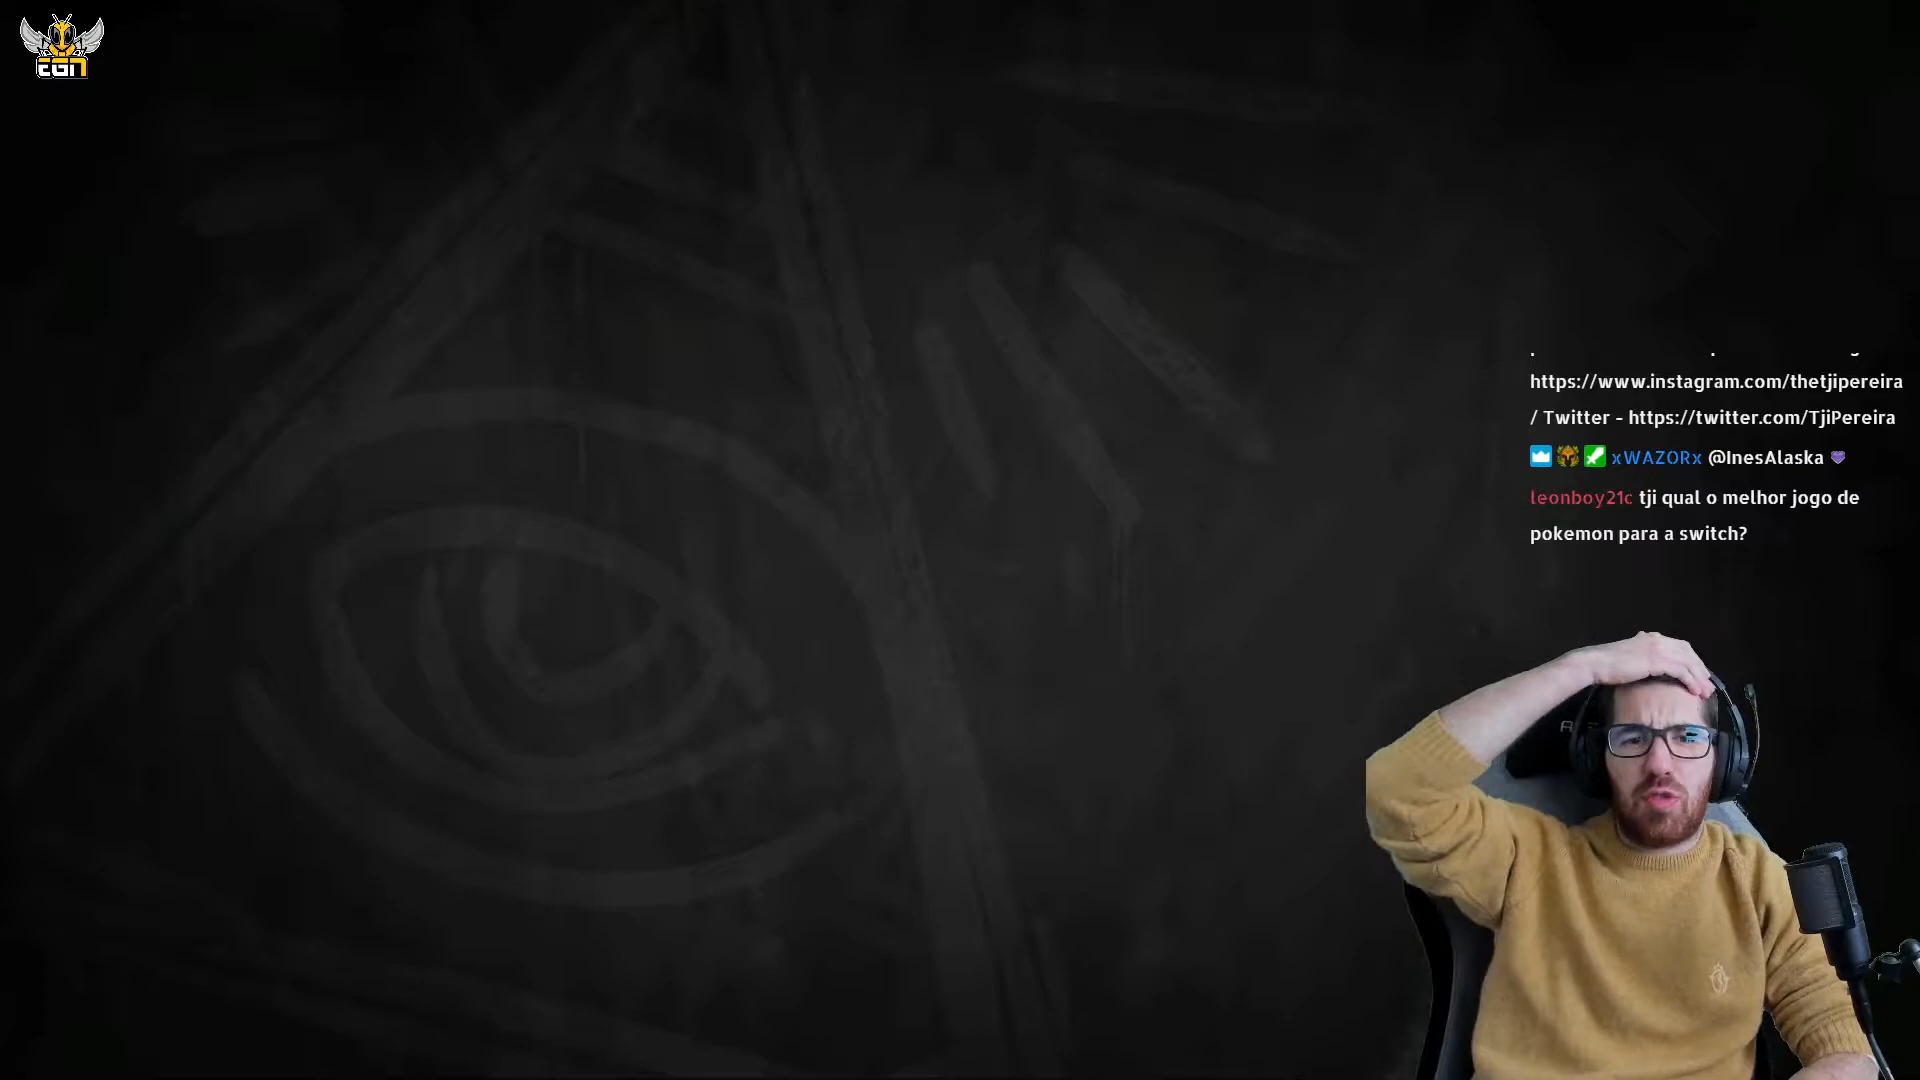 EGN
https://www.instagram.com/thetjipereira
/ Twitter - https://twitter.com/TjiPereira
xWAZORx @InesAlaska
leonboy21c tji qual o melhor jogo de
pokemon para a switch?